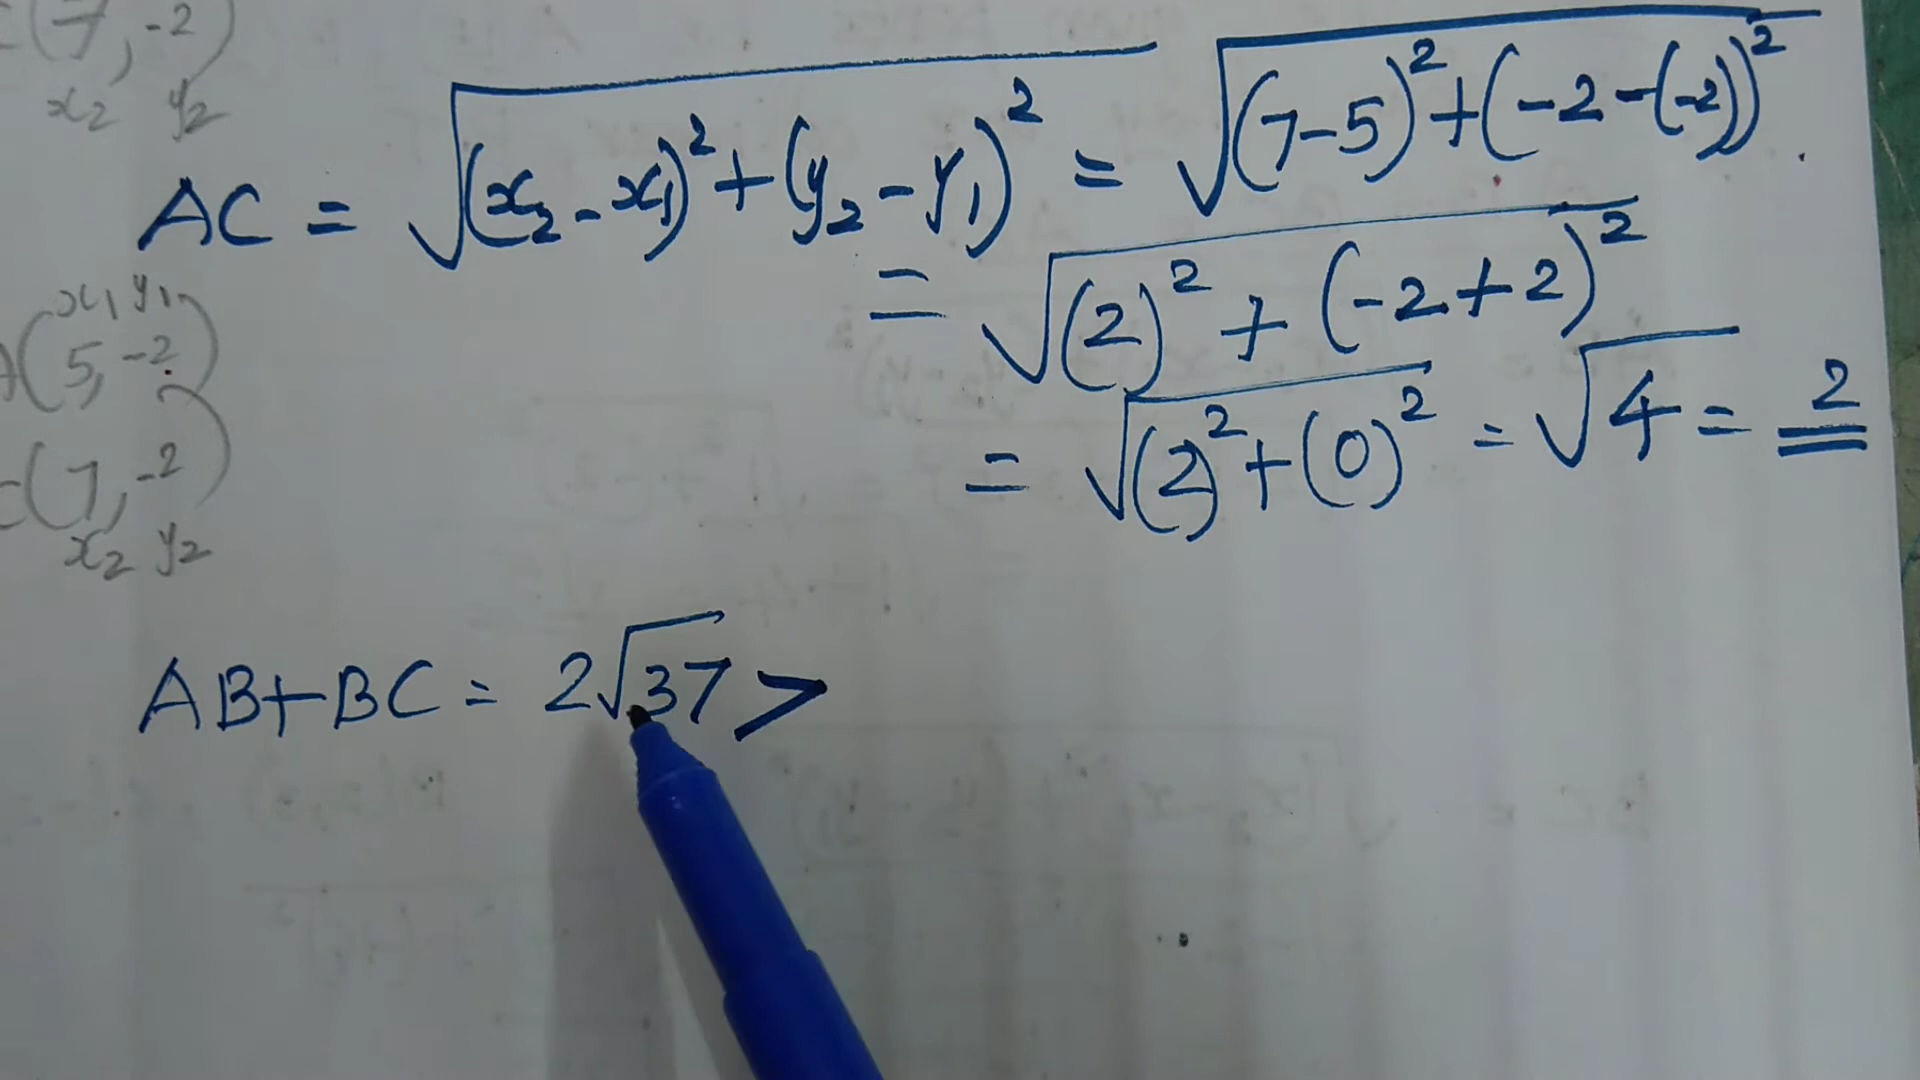 (7, -2)
x₂ y₂
AC = √((x₂ - x₁)² + (y₂ - y₁)²) = √((7-5)² + (-2-(-2))²)
= √((2)² + (-2+2)²)
x₁ y₁
(5, -2)
= √((2)² + (0)²) = √4 = 2
(7, -2)
x₂ y₂
AB+BC = 2√37 >